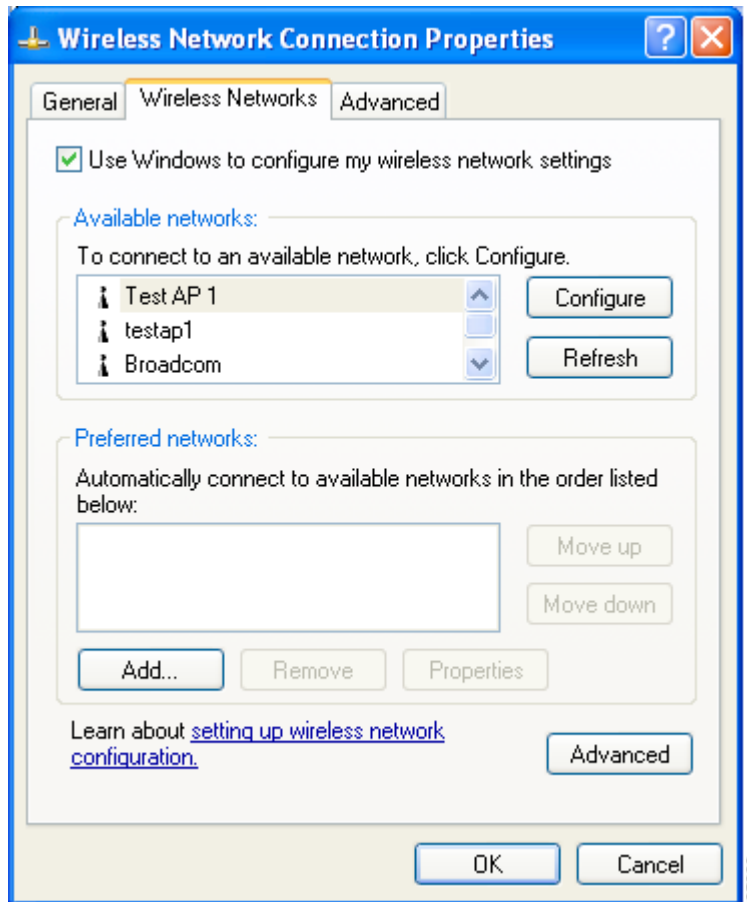 Wireless Network Connection Properties
General Wireless Networks Advanced
Use Windows to configure my wireless network settings
Available networks:
To connect to an available network, click Configure.
Test AP 1
testap1
Broadcom
Configure
Refresh
Preferred networks:
Automatically connect to available networks in the order listed
below:
Move up
Move down
Add... Remove Properties
Learn about setting up wireless network
configuration.
Advanced
OK Cancel